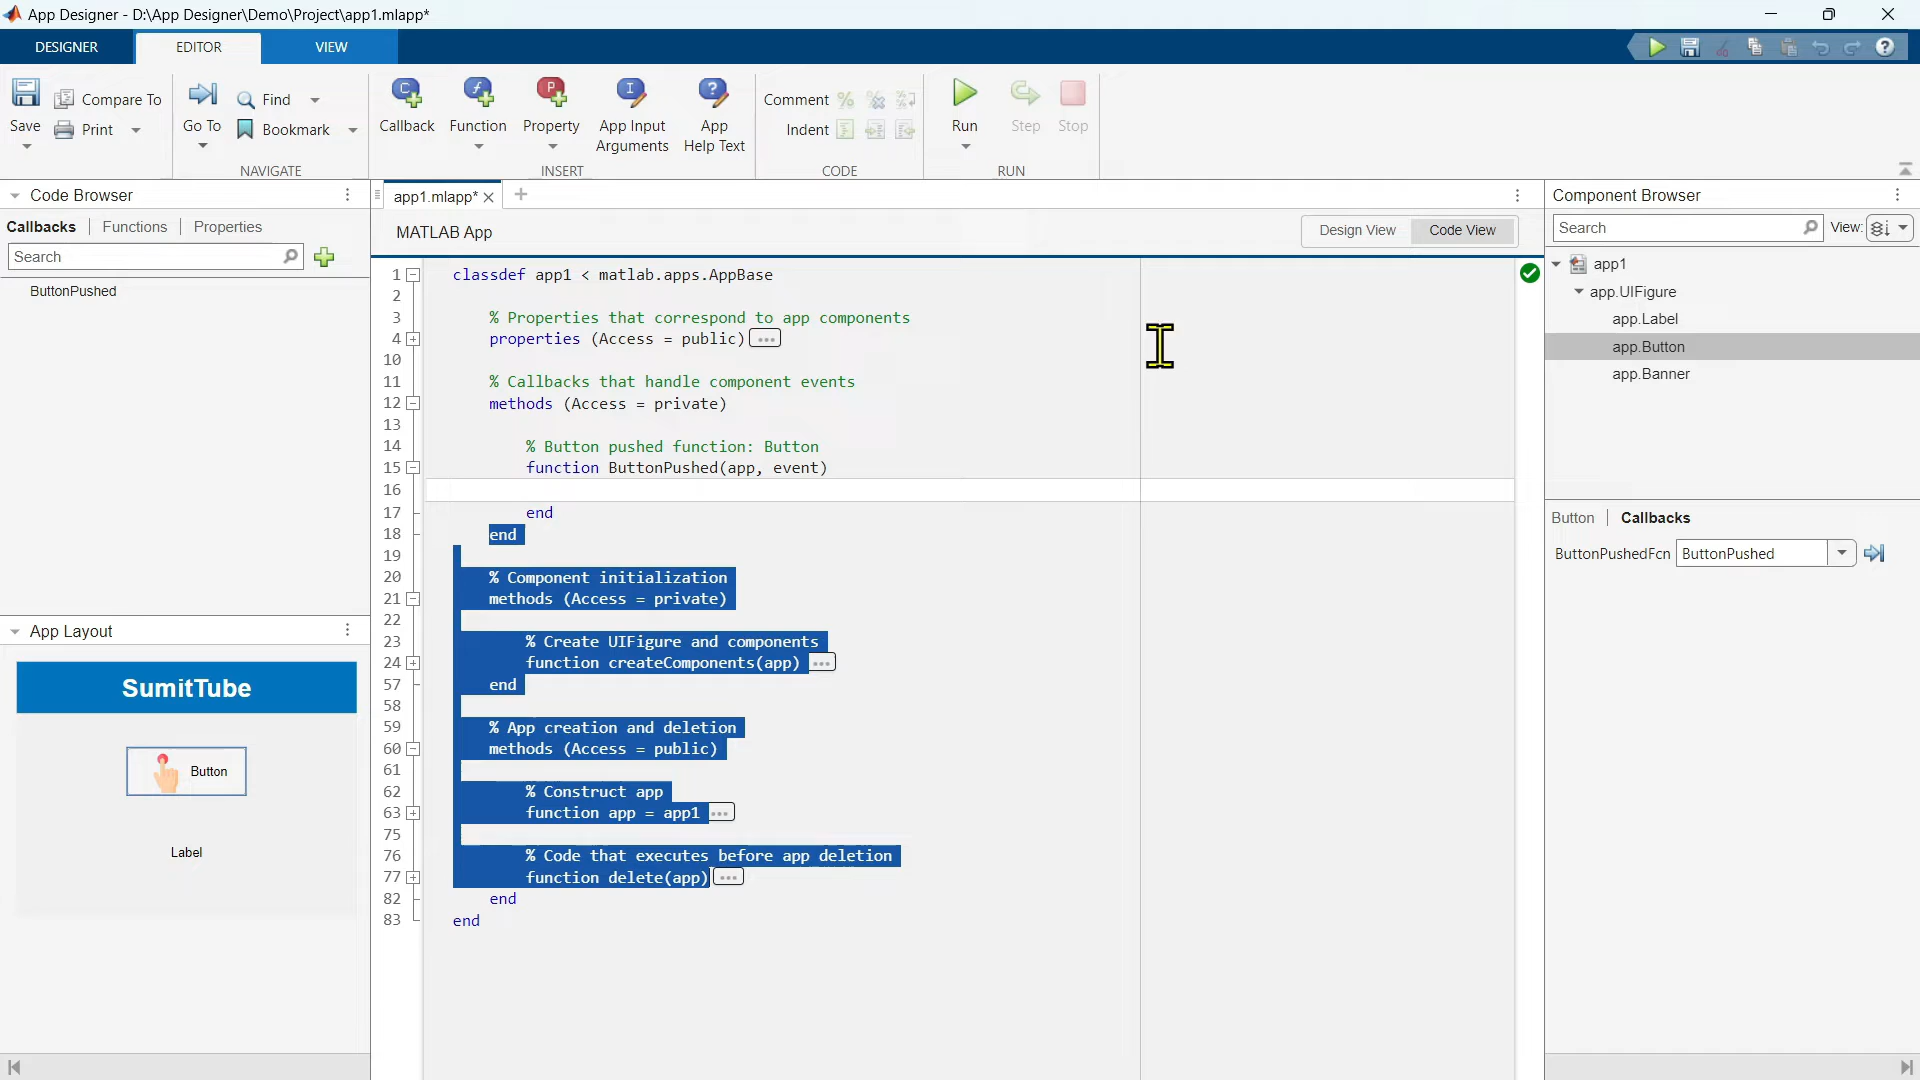 App Designer - D:\App Designer\Demo\Project\app1.mlapp*
DESIGNER
EDITOR
VIEW
Save
Compare To
Print
Go To
Find
Bookmark
NAVIGATE
Callback
Function
Property
App Input
Arguments
App
Help Text
INSERT
Comment
Indent
CODE
Run
Step
Stop
RUN
Code Browser
Callbacks
Functions
Properties
Search
ButtonPushed
App Layout
SumitTube
Button
Label
app1.mlapp*
MATLAB App
Design View
Code View
1 classdef app1 < matlab.apps.AppBase
2
3 % Properties that correspond to app components
4 properties (Access = public) ...
10
11 % Callbacks that handle component events
12 methods (Access = private)
13
14 % Button pushed function: Button
15 function ButtonPushed(app, event)
16
17 end
18 end
19
20 % Component initialization
21 methods (Access = private)
22
23 % Create UIFigure and components
24 function createComponents(app) ...
57 end
58
59 % App creation and deletion
60 methods (Access = public)
61
62 % Construct app
63 function app = app1 ...
75
76 % Code that executes before app deletion
77 function delete(app) ...
82 end
83 end
Component Browser
Search
View:
app1
app.UIFigure
app.Label
app.Button
app.Banner
Button
Callbacks
ButtonPushedFcn
ButtonPushed